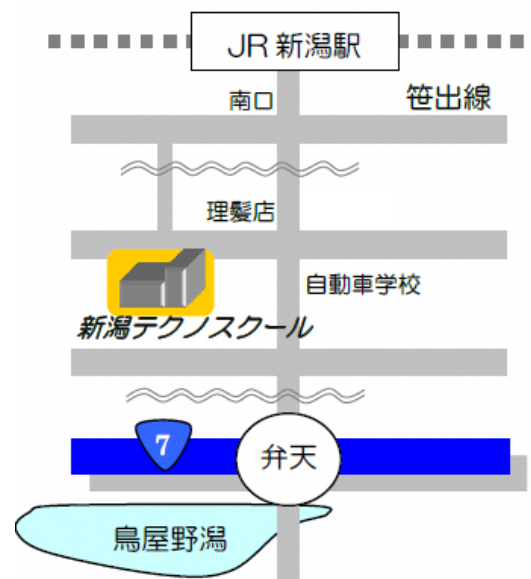 JR新潟駅
南口
笹出線
理髪店
自動車学校
新潟テクノスクール
7
弁天
鳥屋野潟